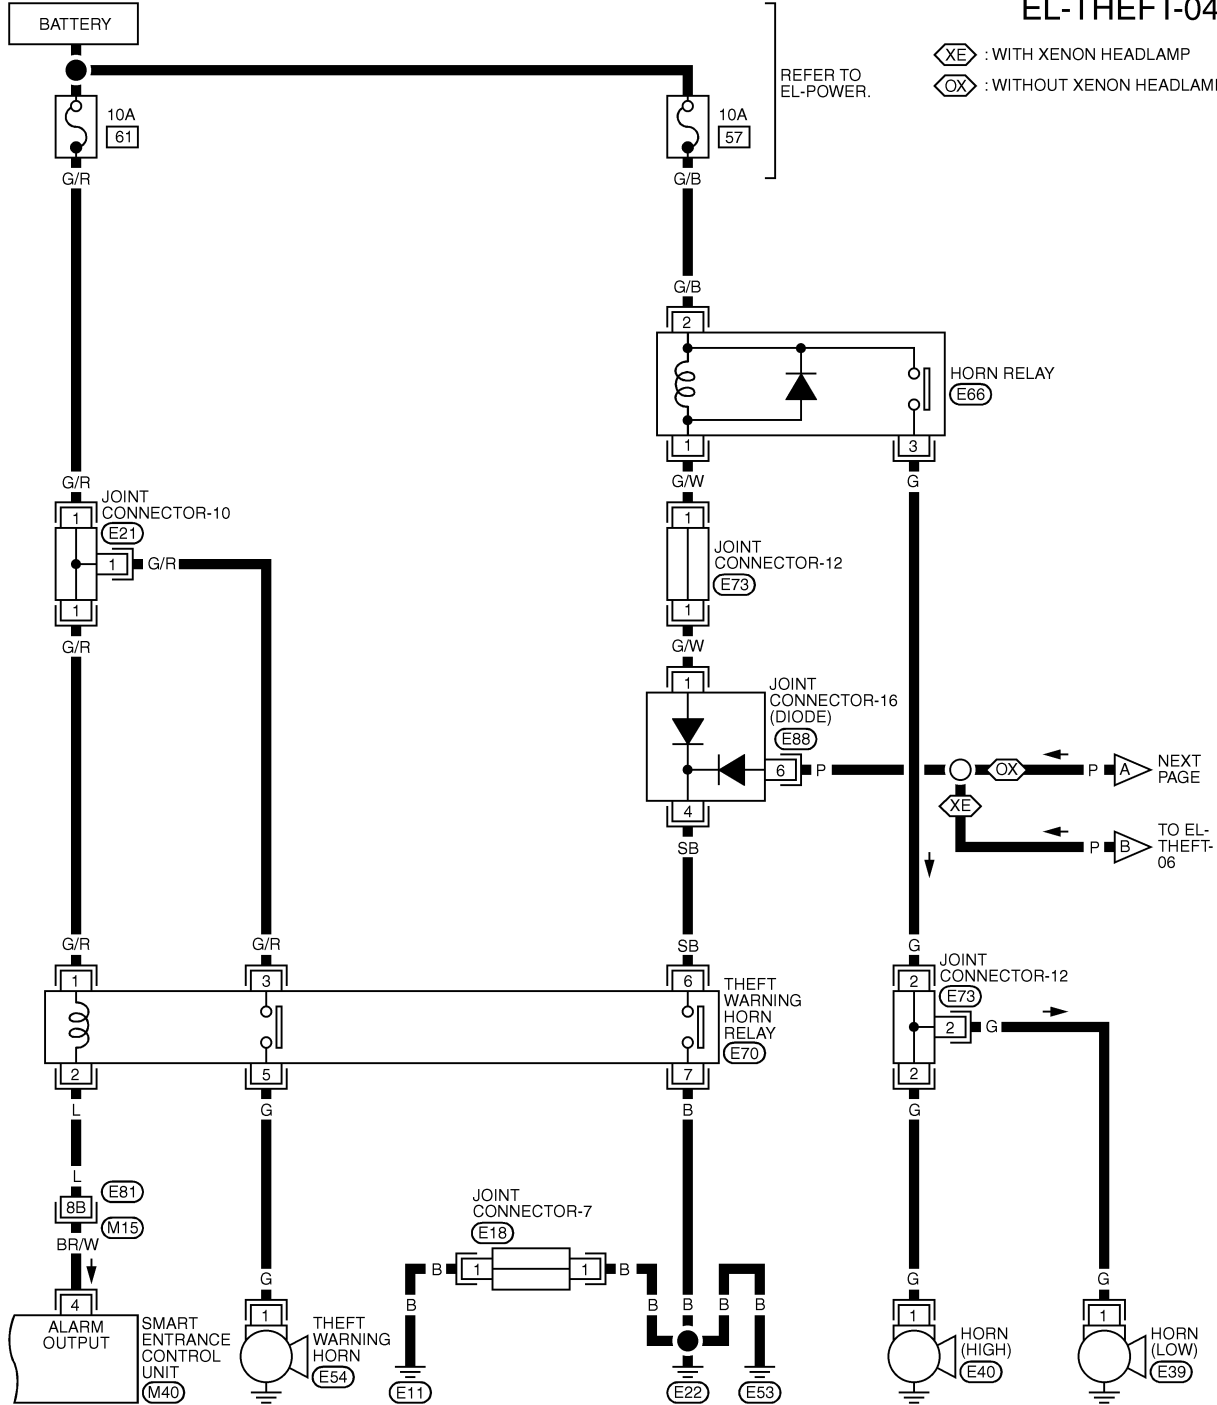 EL-THEFT-04
BATTERY
XE : WITH XENON HEADLAMP
OX : WITHOUT XENON HEADLAMP
REFER TO
EL-POWER.
10A
61
10A
57
G/R
G/B
G/B
2
HORN RELAY
E66
1
3
G/R
G/W
G
JOINT
CONNECTOR-10
E21
1
1
G/R
1
1
JOINT
CONNECTOR-12
E73
1
G/R
G/W
1
JOINT
CONNECTOR-16
(DIODE)
E88
6
P
OX
P
A
NEXT
PAGE
XE
4
SB
P
B
TO EL-
THEFT-
06
G/R
G/R
SB
G
1
3
6
THEFT
WARNING
HORN
RELAY
E70
2
JOINT
CONNECTOR-12
E73
2
G
2
5
7
2
L
G
B
G
L
8B
E81
M15
BR/W
JOINT
CONNECTOR-7
E18
B
1
1
B
G
G
G
B
B
B
B
B
4
ALARM
OUTPUT
SMART
ENTRANCE
CONTROL
UNIT
M40
1
THEFT
WARNING
HORN
E54
E11
E22
E53
1
HORN
(HIGH)
E40
1
HORN
(LOW)
E39